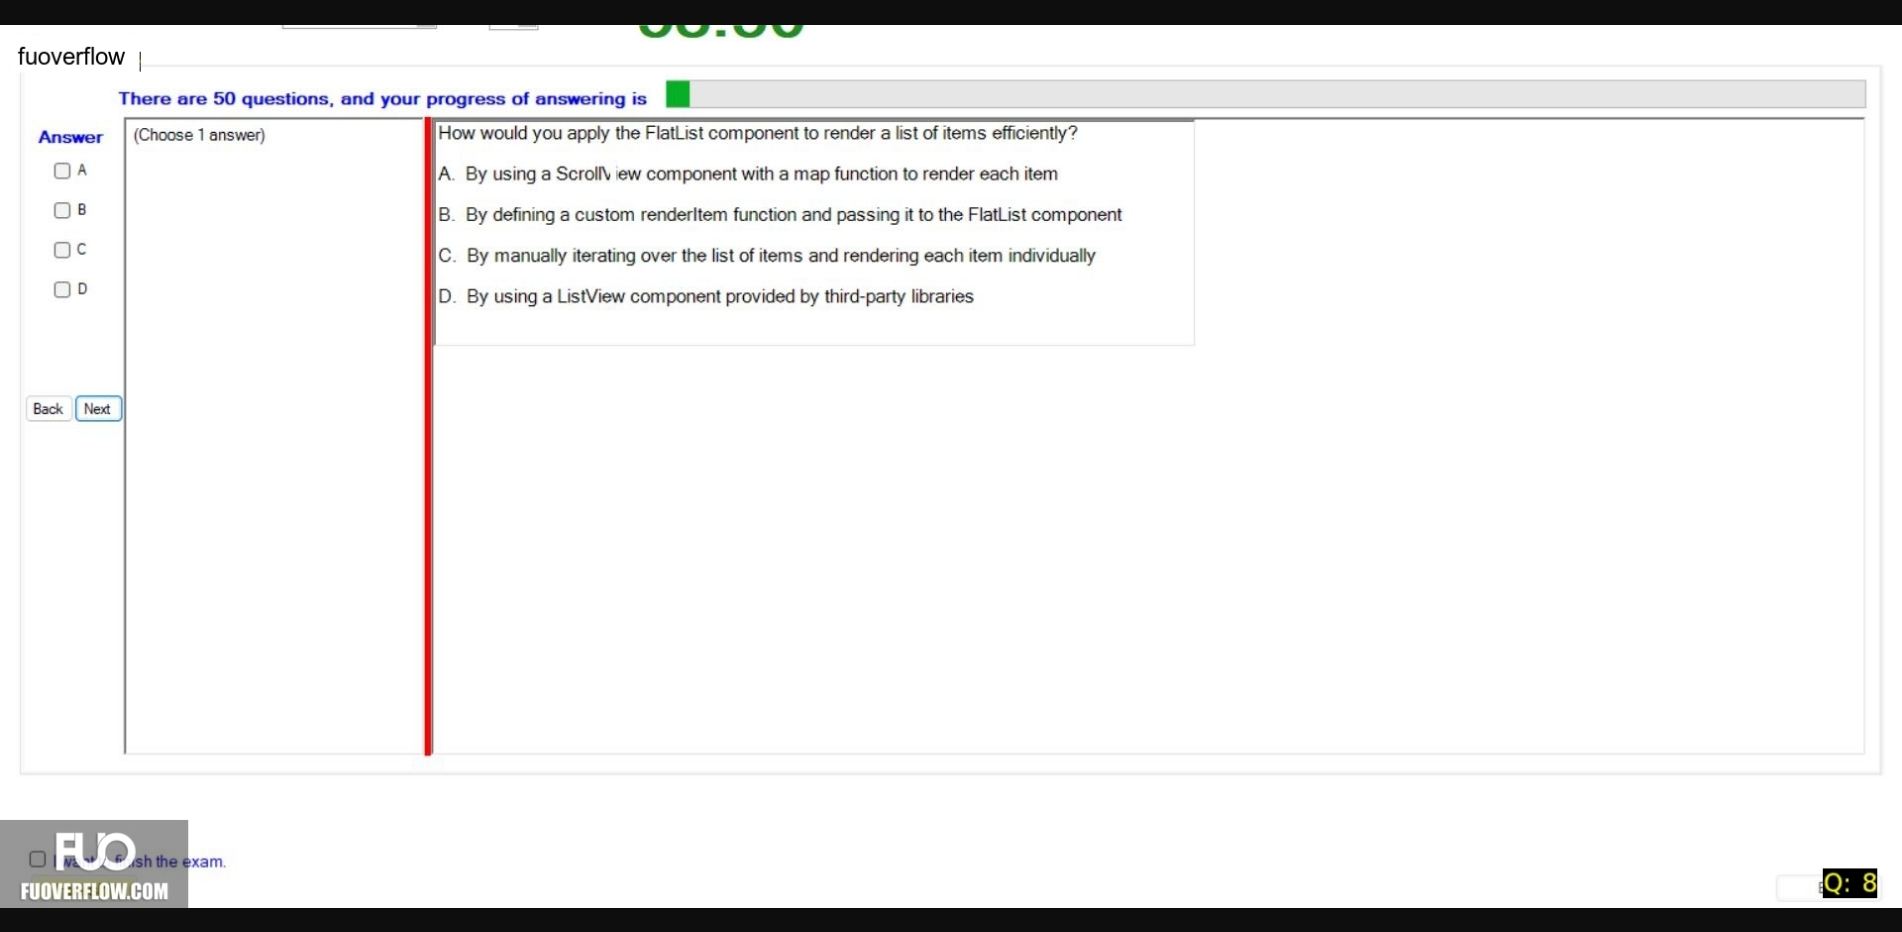 fuoverflow
There are 50 questions, and your progress of answering is
Answer
(Choose 1 answer)
How would you apply the FlatList component to render a list of items efficiently?
A
A. By using a ScrollView component with a map function to render each item
B
B. By defining a custom renderItem function and passing it to the FlatList component
C
C. By manually iterating over the list of items and rendering each item individually
D
D. By using a ListView component provided by third-party libraries
Back Next
FUO
sh the exam.
FUOVERFLOW.COM
Q: 8